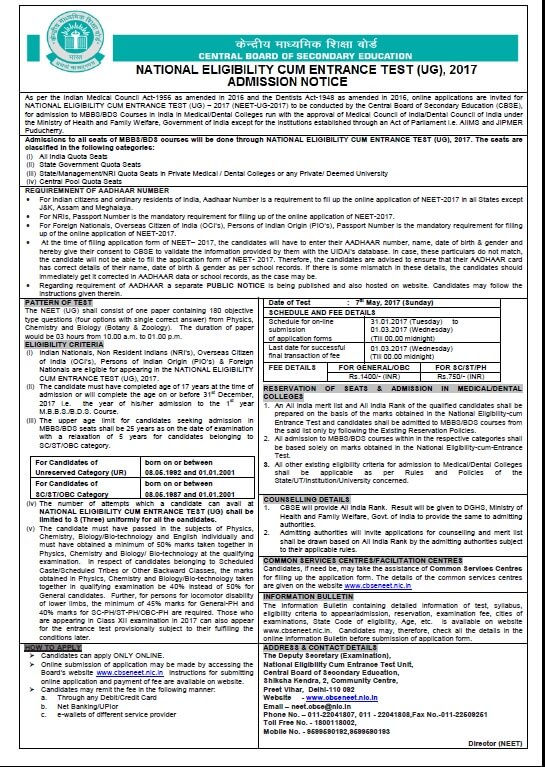 केन्द्रीय माध्यमिक शिक्षा बोर्ड
CENTRAL BOARD OF SECONDARY EDUCATION
NATIONAL ELIGIBILITY CUM ENTRANCE TEST (UG), 2017
ADMISSION NOTICE
As per the Indian Medical Council Act-1956 as amended in 2016 and the Dentists Act-1948 as amended in 2016, online applications are invited for
NATIONAL ELIGIBILITY CUM ENTRANCE TEST (UG) – 2017 (NEET-UG-2017) to be conducted by the Central Board of Secondary Education (CBSE),
for admission to MBBS/BDS Courses in India in Medical/Dental Colleges run with the approval of Medical Council of India/Dental Council of India under
the Ministry of Health and Family Welfare, Government of India except for the institutions established through an Act of Parliament i.e. AIIMS and JIPMER
Puducherry.
Admissions to all seats of MBBS/BDS courses will be done through NATIONAL ELIGIBILITY CUM ENTRANCE TEST (UG), 2017. The seats are
classified in the following categories:
(i) All India Quota Seats
(ii) State Government Quota Seats
(iii) State/Management/NRI Quota Seats in Private Medical / Dental Colleges or any Private/ Deemed University
(iv) Central Pool Quota Seats
REQUIREMNENT OF AADHAAR NUMBER
• For Indian citizens and ordinary residents of India, Aadhaar Number is a requirement to fill up the online application of NEET-2017 in all States except
J&K, Assam and Meghalaya.
• For NRIs, Passport Number is the mandatory requirement for filling up of the online application of NEET-2017.
• For Foreign Nationals, Overseas Citizen of India (OCI's), Persons of Indian Origin (PIO's), Passport Number is the mandatory requirement for filling
up of the online application of NEET-2017.
• At the time of filling application form of NEET– 2017, the candidates will have to enter their AADHAAR number, name, date of birth & gender and
hereby give their consent to CBSE to validate the information provided by them with the UIDAI's database. In case, these particulars do not match,
the candidate will not be able to fill the application form of NEET- 2017. Therefore, the candidates are advised to ensure that their AADHAAR card
has correct details of their name, date of birth & gender as per school records. If there is some mismatch in these details, the candidates should
immediately get it corrected in AADHAAR data or school records, as the case may be.
• Regarding requirement of AADHAAR a separate PUBLIC NOTICE is being published and also hosted on website. Candidates may follow the
instructions given therein.
PATTERN OF TEST
The NEET (UG) shall consist of one paper containing 180 objective
type questions (four options with single correct answer) from Physics,
Chemistry and Biology (Botany & Zoology). The duration of paper
would be 03 hours from 10.00 a.m. to 01.00 p.m.
ELIGIBILITY CRITERIA
(i) Indian Nationals, Non Resident Indians (NRI's), Overseas Citizen
of India (OCI's), Persons of Indian Origin (PIO's) & Foreign
Nationals are eligible for appearing in the NATIONAL ELIGIBILITY
CUM ENTRANCE TEST (UG), 2017.
(ii) The candidate must have completed age of 17 years at the time of
admission or will complete the age on or before 31st December,
2017 i.e. the year of his/her admission to the 1st year
M.B.B.S./B.D.S. Course.
(iii) The upper age limit for candidates seeking admission in
MBBS/BDS seats shall be 25 years as on the date of examination
with a relaxation of 5 years for candidates belonging to
SC/ST/OBC category.
For Candidates of born on or between
Unreserved Category (UR) 08.05.1992 and 01.01.2001
For Candidates of born on or between
SC/ST/OBC Category 08.05.1987 and 01.01.2001
(iv) The number of attempts which a candidate can avail at
NATIONAL ELIGIBILITY CUM ENTRANCE TEST (UG) shall be
limited to 3 (Three) uniformly for all the candidates.
(v) The candidate must have passed in the subjects of Physics,
Chemistry, Biology/Bio-technology and English individually and
must have obtained a minimum of 50% marks taken together in
Physics, Chemistry and Biology/ Bio-technology at the qualifying
examination. In respect of candidates belonging to Scheduled
Caste/Scheduled Tribes or Other Backward Classes, the marks
obtained in Physics, Chemistry and Biology/Bio-technology taken
together in qualifying examination be 40% instead of 50% for
General candidates. Further, for persons for locomotor disability
of lower limbs, the minimum of 45% marks for General-PH and
40% marks for SC-PH/ST-PH/OBC-PH are required. Those who
are appearing in Class XII examination in 2017 can also appear
for the entrance test provisionally subject to their fulfilling the
conditions later.
HOW TO APPLY
➢ Candidates can apply ONLY ONLINE.
➢ Online submission of application may be made by accessing the
Board's website www.cbseneet.nic.in Instructions for submitting
online application and payment of fee are available on website.
➢ Candidates may remit the fee in the following manner:
a. Through any Debit/Credit Card
b. Net Banking/UPIor
c. e-wallets of different service provider
Date of Test : 7th May, 2017 (Sunday)
SCHEDULE AND FEE DETAILS
Schedule for on-line 31.01.2017 (Tuesday) to
submission 01.03.2017 (Wednesday)
of application forms (Till 00.00 midnight)
Last date for successful 01.03.2017 (Wednesday)
final transaction of fee (Till 00.00 midnight)
FEE DETAILS FOR GENERAL/OBC FOR SC/ST/PH
Rs.1400/- (INR) Rs.750/- (INR)
RESERVATION OF SEATS & ADMISSION IN MEDICAL/DENTAL
COLLEGES
1. An All India merit list and All India Rank of the qualified candidates shall be
prepared on the basis of the marks obtained in the National Eligibility-cum
Entrance Test and candidates shall be admitted to MBBS/BDS courses from
the said list only by following the Existing Reservation Policies.
2. All admission to MBBS/BDS courses within the respective categories shall
be based solely on marks obtained in the National Eligibility-cum-Entrance
Test.
3. All other existing eligibility criteria for admission to Medical/Dental Colleges
shall be applicable as per Rules and Policies of the
State/UT/Institution/University concerned.
COUNSELLING DETAILS
1. CBSE will provide All India Rank. Result will be given to DGHS, Ministry of
Health and Family Welfare, Govt. of India to provide the same to admitting
authorities.
2. Admitting authorities will invite applications for counselling and merit list
shall be drawn based on All India Rank by the admitting authorities subject
to their applicable rules.
COMMON SERVICES CENTRES/FACILITATION CENTRES
Candidates, if need be, may take the assistance of Common Services Centres
for filling up the application form. The details of the common services centres
are given on the website www.cbseneet.nic.in
INFORMATION BULLETIN
The Information Bulletin containing detailed information of test, syllabus,
eligibility criteria to appear/admission, reservation, examination fee, cities of
examinations, State Code of eligibility, Age, etc. is available on website
www.cbseneet.nic.in. Candidates may, therefore, check all the details in the
online Information Bulletin before submission of application form.
ADDRESS & CONTACT DETAILS
The Deputy Secretary (Examination),
National Eligibility Cum Entrance Test Unit,
Central Board of Secondary Education,
Shiksha Kendra, 2, Community Centre,
Preet Vihar, Delhi-110 092
Website - www.cbseneet.nic.in
Email – neet.cbse@nic.in
Phone No. – 011-22041807, 011 - 22041808,Fax No.-011-22509251
Toll Free No. - 1800118002,
Mobile No. - 9599590192,9599590193
Director (NEET)